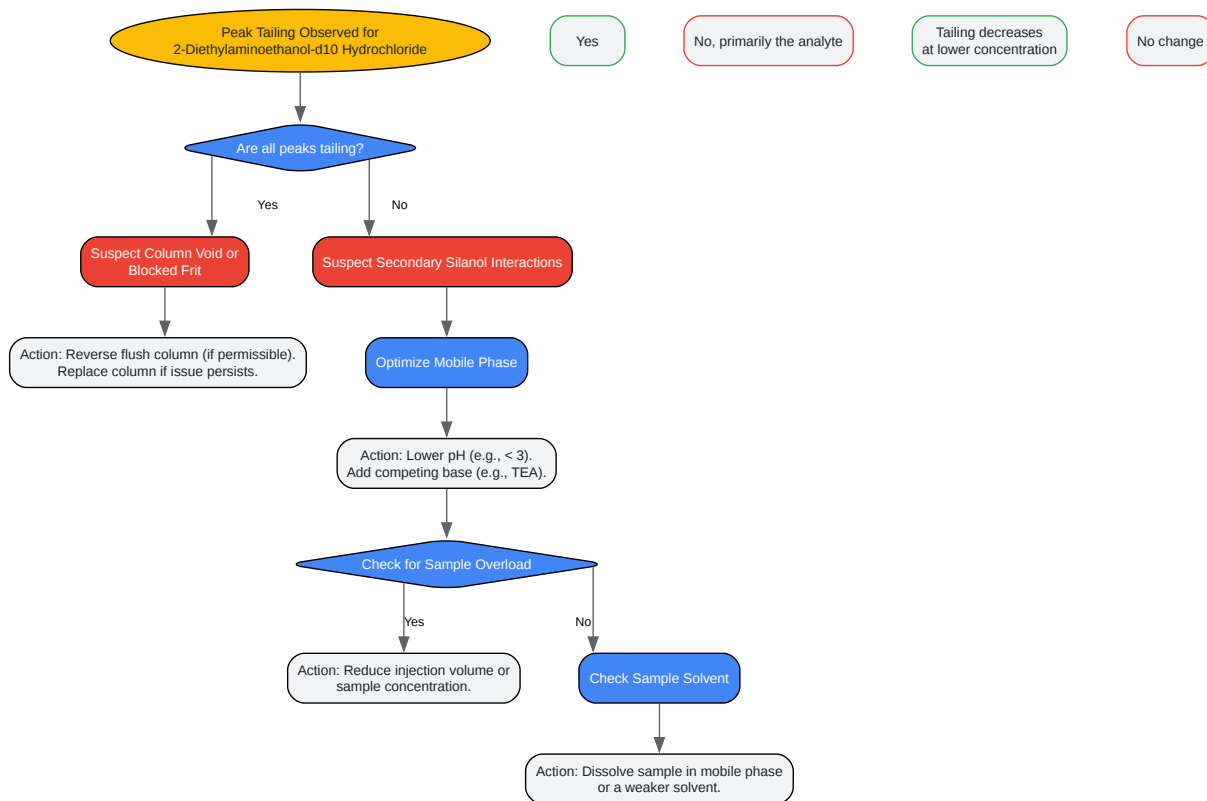 Peak Tailing Observed for
2-Diethylaminoethanol-d10 Hydrochloride
Yes
No, primarily the analyte
Tailing decreases
at lower concentration
No change
Are all peaks tailing?
Yes
No
Suspect Column Void or
Blocked Frit
Suspect Secondary Silanol Interactions
Action: Reverse flush column (if permissible).
Replace column if issue persists.
Optimize Mobile Phase
Action: Lower pH (e.g., < 3).
Add competing base (e.g., TEA).
Check for Sample Overload
Yes
No
Action: Reduce injection volume or
sample concentration.
Check Sample Solvent
Action: Dissolve sample in mobile phase
or a weaker solvent.